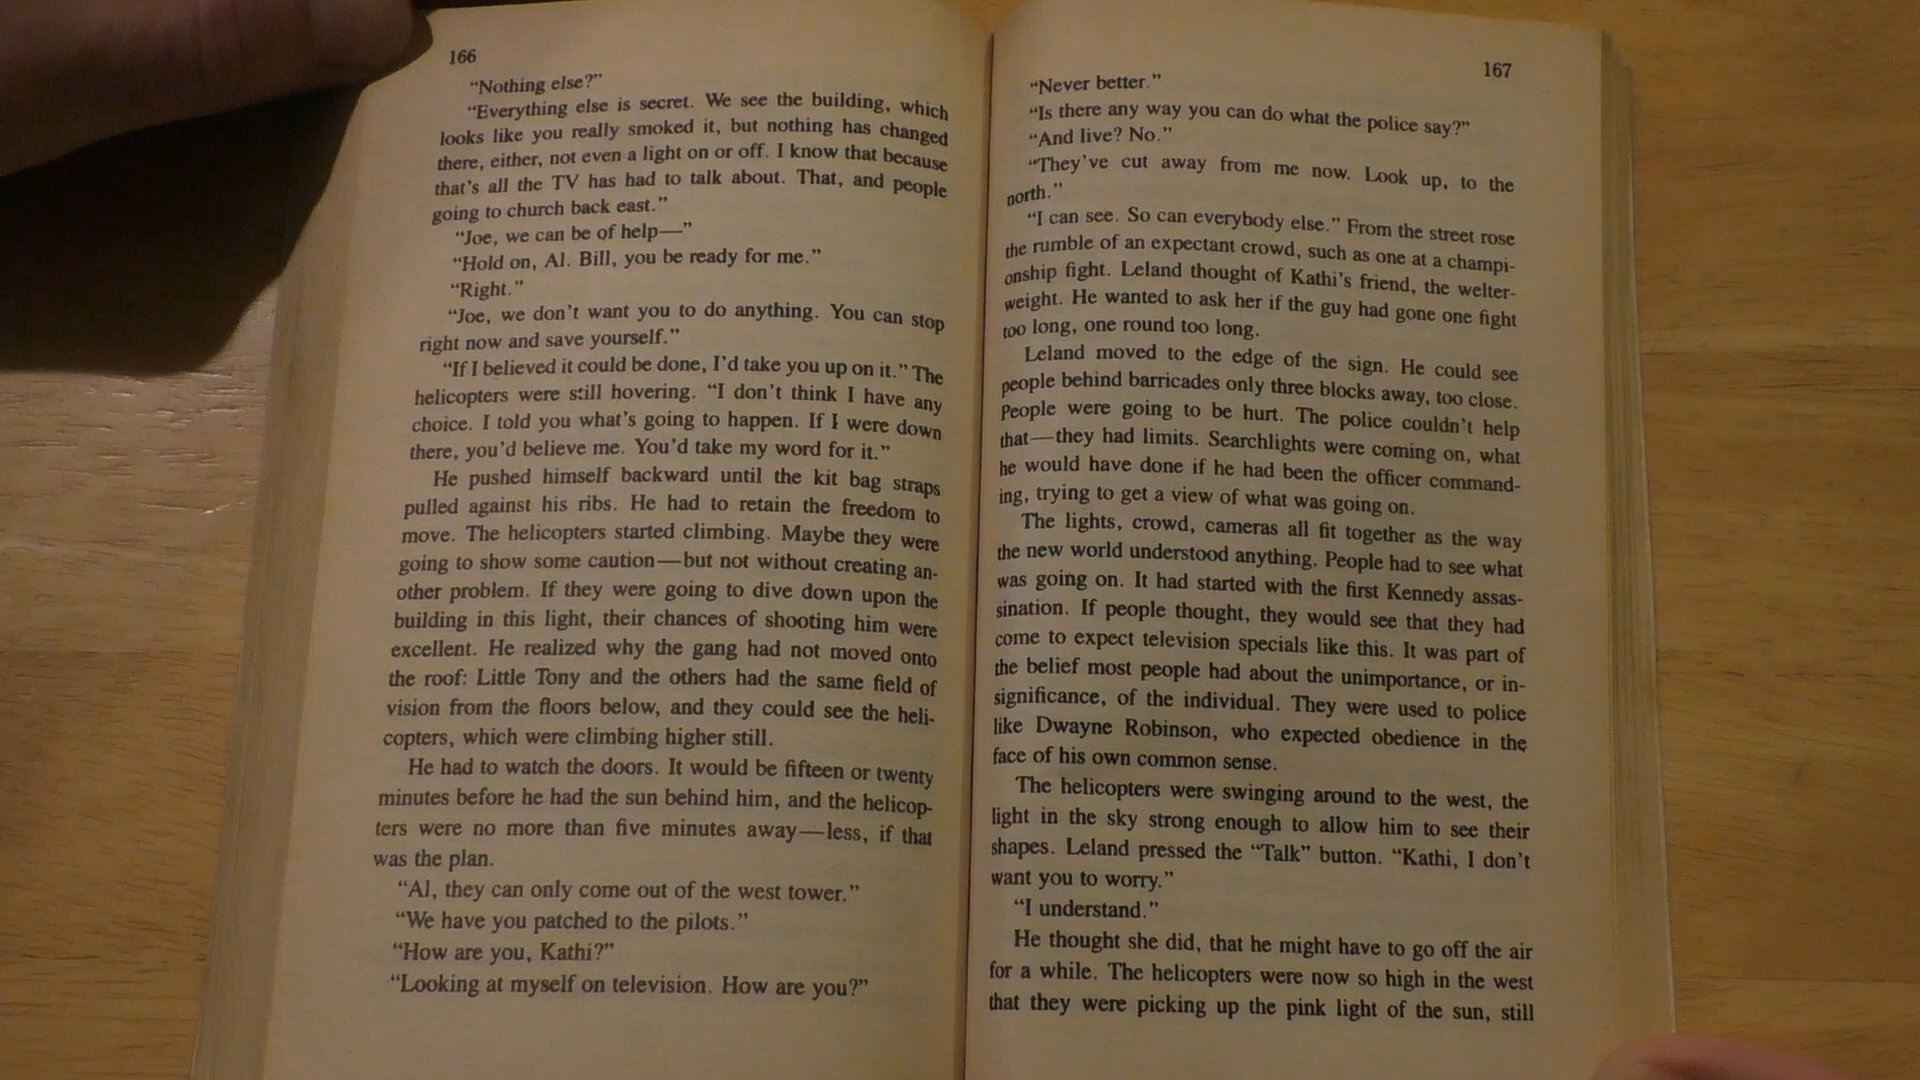 166
“Nothing else?”
“Everything else is secret. We see the building, which
looks like you really smoked it, but nothing has changed
there, either, not even a light on or off. I know that because
that’s all the TV has had to talk about. That, and people
going to church back east.”
“Joe, we can be of help—”
“Hold on, Al. Bill, you be ready for me.”
“Right.”
“Joe, we don’t want you to do anything. You can stop
right now and save yourself.”
“If I believed it could be done, I’d take you up on it.” The
helicopters were still hovering. “I don’t think I have any
choice. I told you what’s going to happen. If I were down
there, you’d believe me. You’d take my word for it.”
He pushed himself backward until the kit bag straps
pulled against his ribs. He had to retain the freedom to
move. The helicopters started climbing. Maybe they were
going to show some caution—but not without creating an-
other problem. If they were going to dive down upon the
building in this light, their chances of shooting him were
excellent. He realized why the gang had not moved onto
the roof: Little Tony and the others had the same field of
vision from the floors below, and they could see the heli-
copters, which were climbing higher still.
He had to watch the doors. It would be fifteen or twenty
minutes before he had the sun behind him, and the helicop-
ters were no more than five minutes away—less, if that
was the plan.
“Al, they can only come out of the west tower.”
“We have you patched to the pilots.”
“How are you, Kathi?”
“Looking at myself on television. How are you?”
167
“Never better.”
“Is there any way you can do what the police say?”
“And live? No.”
“They’ve cut away from me now. Look up, to the
north.”
“I can see. So can everybody else.” From the street rose
the rumble of an expectant crowd, such as one at a champi-
onship fight. Leland thought of Kathi’s friend, the welter-
weight. He wanted to ask her if the guy had gone one fight
too long, one round too long.
Leland moved to the edge of the sign. He could see
people behind barricades only three blocks away, too close.
People were going to be hurt. The police couldn’t help
that—they had limits. Searchlights were coming on, what
he would have done if he had been the officer command-
ing, trying to get a view of what was going on.
The lights, crowd, cameras all fit together as the way
the new world understood anything. People had to see what
was going on. It had started with the first Kennedy assas-
sination. If people thought, they would see that they had
come to expect television specials like this. It was part of
the belief most people had about the unimportance, or in-
significance, of the individual. They were used to police
like Dwayne Robinson, who expected obedience in the
face of his own common sense.
The helicopters were swinging around to the west, the
light in the sky strong enough to allow him to see their
shapes. Leland pressed the “Talk” button. “Kathi, I don’t
want you to worry.”
“I understand.”
He thought she did, that he might have to go off the air
for a while. The helicopters were now so high in the west
that they were picking up the pink light of the sun, still